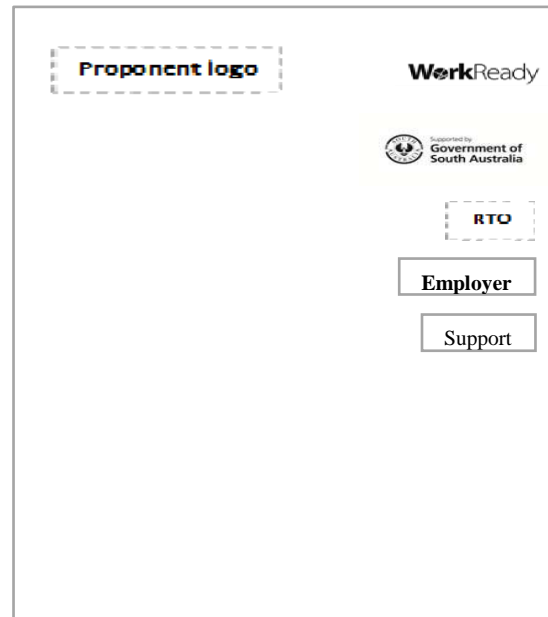 Proponent logo
WorkReady
Supported by
Government of
South Australia
RTO
Employer
Support